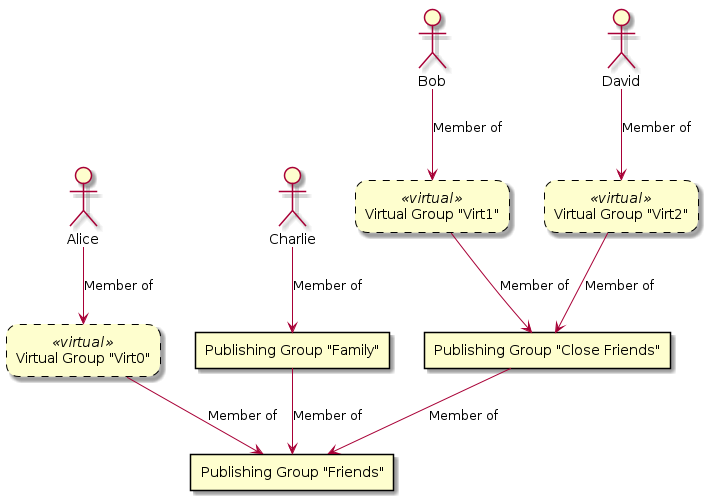 Bob
David
Member of
Member of
Alice
Charlie
«virtual»
Virtual Group "Virt1"
«virtual»
Virtual Group "Virt2"
Member of
Member of
Member of
Member of
«virtual»
Virtual Group "Virt0"
Publishing Group "Family"
Publishing Group "Close Friends"
Member of
Member of
Member of
Publishing Group "Friends"